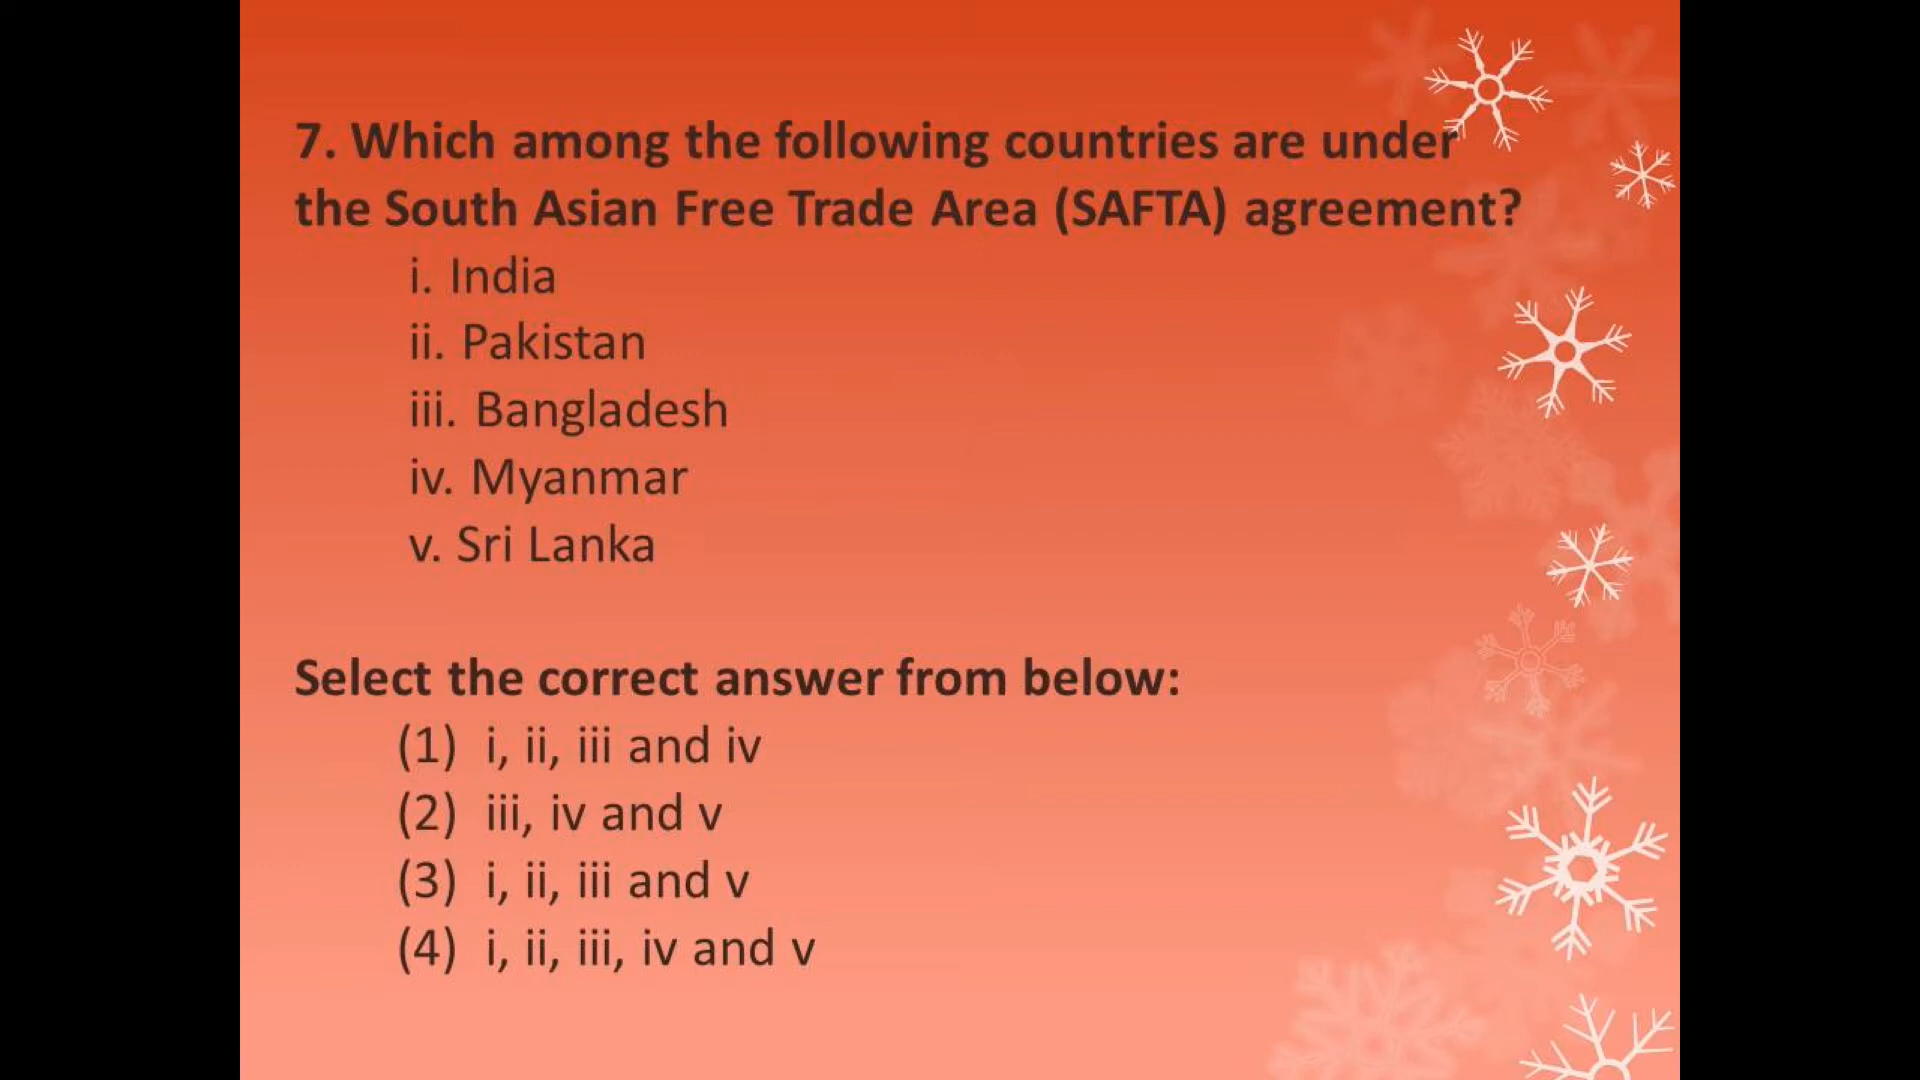 7. Which among the following countries are under
the South Asian Free Trade Area (SAFTA) agreement?
i. India
ii. Pakistan
iii. Bangladesh
iv. Myanmar
v. Sri Lanka
Select the correct answer from below:
(1) i, ii, iii and iv
(2) iii, iv and v
(3) i, ii, iii and v
(4) i, ii, iii, iv and v